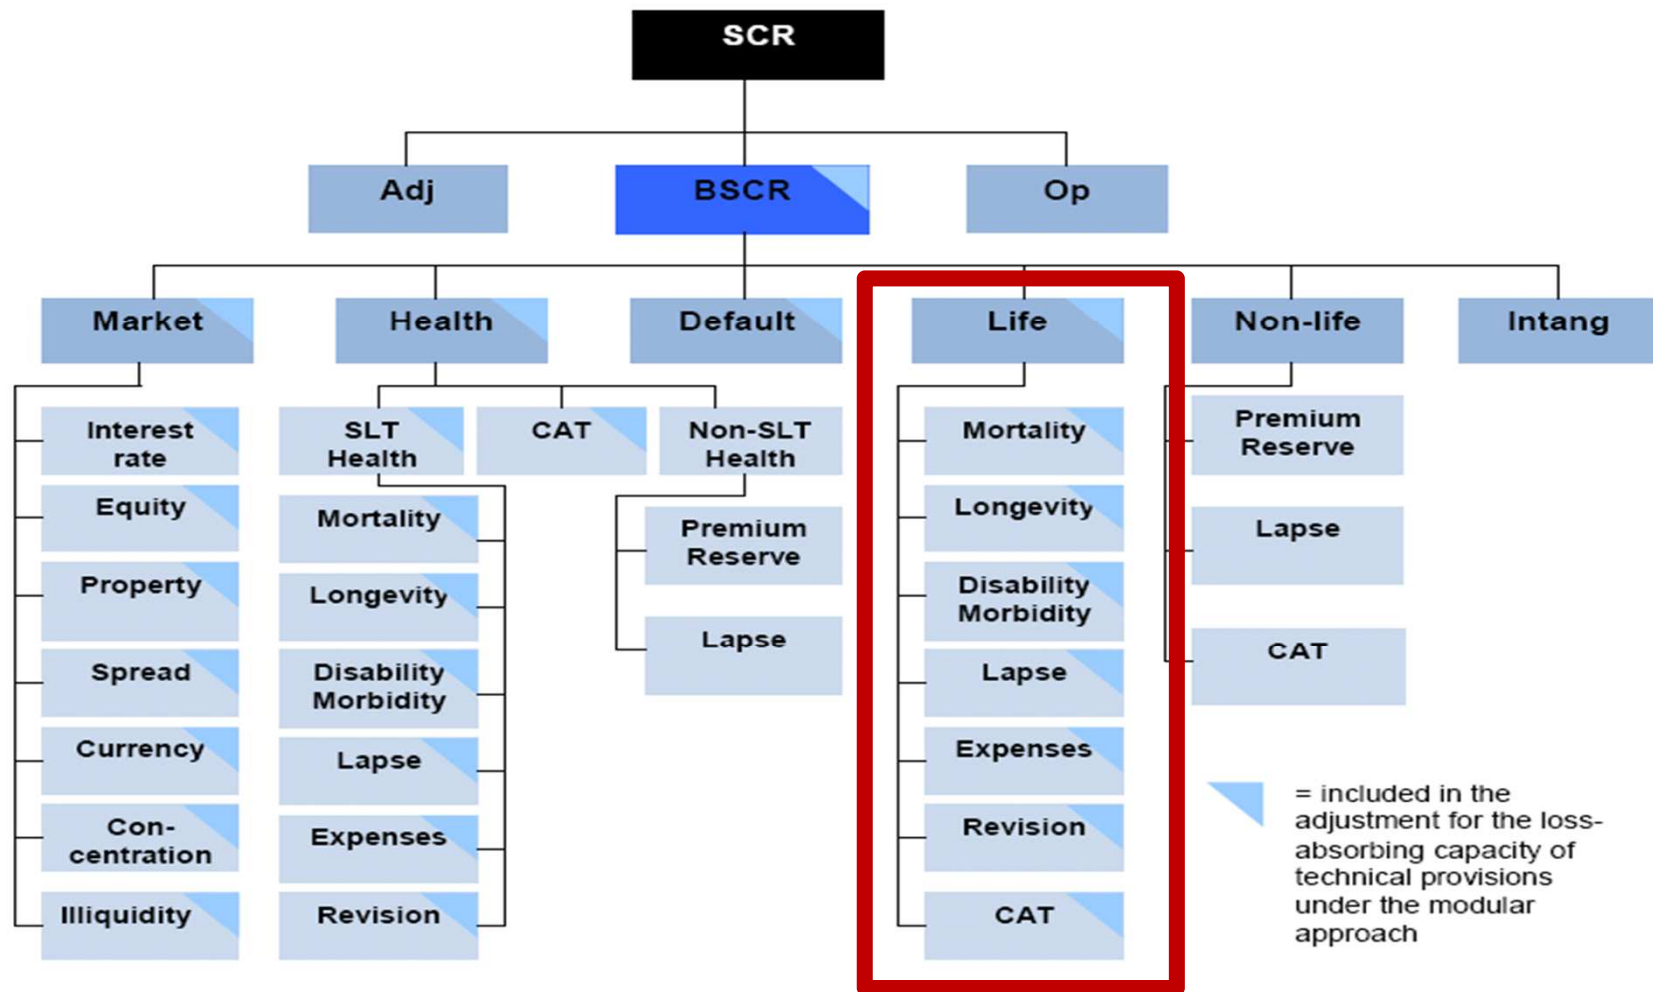 SCR
Adj
BSCR
Op
Market
Health
Default
Life
Non-life
Intang
Interest
rate
Equity
Property
Spread
Currency
Con-
centration
Illiquidity
SLT
Health
Mortality
Longevity
Disability
Morbidity
Lapse
Expenses
Revision
CAT
Non-SLT
Health
Premium
Reserve
Lapse
Mortality
Longevity
Disability
Morbidity
Lapse
Expenses
Revision
CAT
Premium
Reserve
Lapse
CAT
= included in the
adjustment for the loss-
absorbing capacity of
technical provisions
under the modular
approach